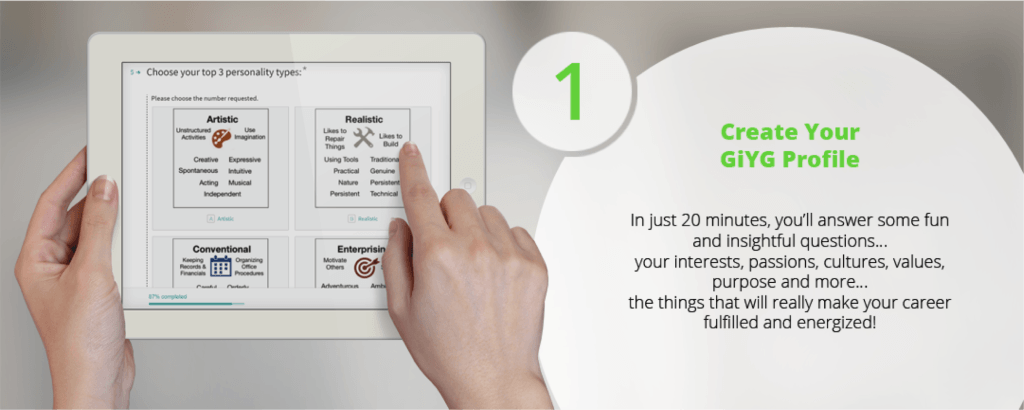 5 → Choose your top 3 personality types: *
Please choose the number requested.
Artistic
Unstructured Activities
Use Imagination
Creative Expressive
Spontaneous Intuitive
Acting Musical
Independent
A Artistic
Realistic
Likes to Repair Things
Likes to Build
Using Tools Traditional
Practical Genuine
Nature Persistent
Persistent Technical
B Realistic
Conventional
Keeping Records & Financials
Organizing Office Procedures
Careful Orderly
Enterprising
Motivate Others
Adventurous
67% completed
1
Create Your
GiYG Profile
In just 20 minutes, you’ll answer some fun
and insightful questions...
your interests, passions, cultures, values,
purpose and more...
the things that will really make your career
fulfilled and energized!